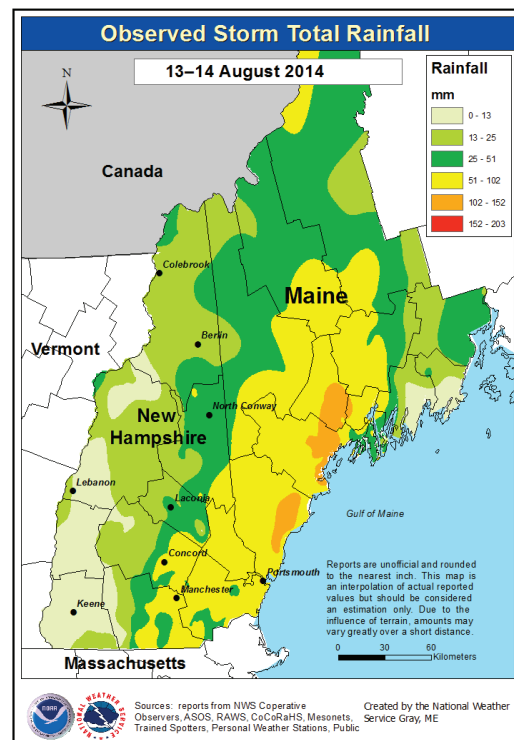 Observed Storm Total Rainfall
13–14 August 2014
N
Rainfall
mm
0 - 13
13 - 25
25 - 51
51 - 102
102 - 152
152 - 203
Canada
Colebrook
Maine
Berlin
Vermont
New
Hampshire
North Conway
Lebanon
Laconia
Gulf of Maine
Concord
Portsmouth
Manchester
Keene
Massachusetts
Reports are unofficial and rounded
to the nearest inch. This map is
an interpolation of actual reported
values but should be considered
an estimation only. Due to the
influence of terrain, amounts may
vary greatly over a short distance.
0 30 60
Kilometers
NOAA
NATIONAL WEATHER SERVICE
Sources: reports from NWS Coperative
Observers, ASOS, RAWS, CoCoRaHS, Mesonets,
Trained Spotters, Personal Weather Stations, Public
Created by the National Weather
Service Gray, ME